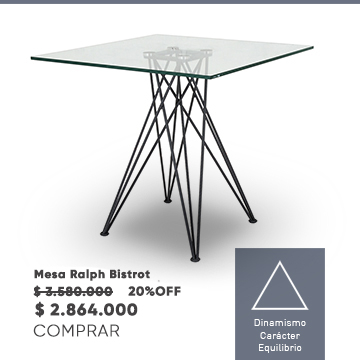 Mesa Ralph Bistrot
$ 3.580.000 20%OFF
$ 2.864.000
COMPRAR
Dinamismo
Carácter
Equilibrio